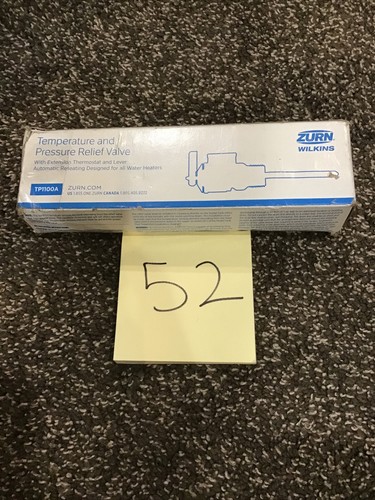 Temperature and
Pressure Relief Valve
With Extension Thermostat and Lever
Automatic Reseating Designed for all Water Heaters
TP1100A
ZURN.COM
ZURN
WILKINS
52